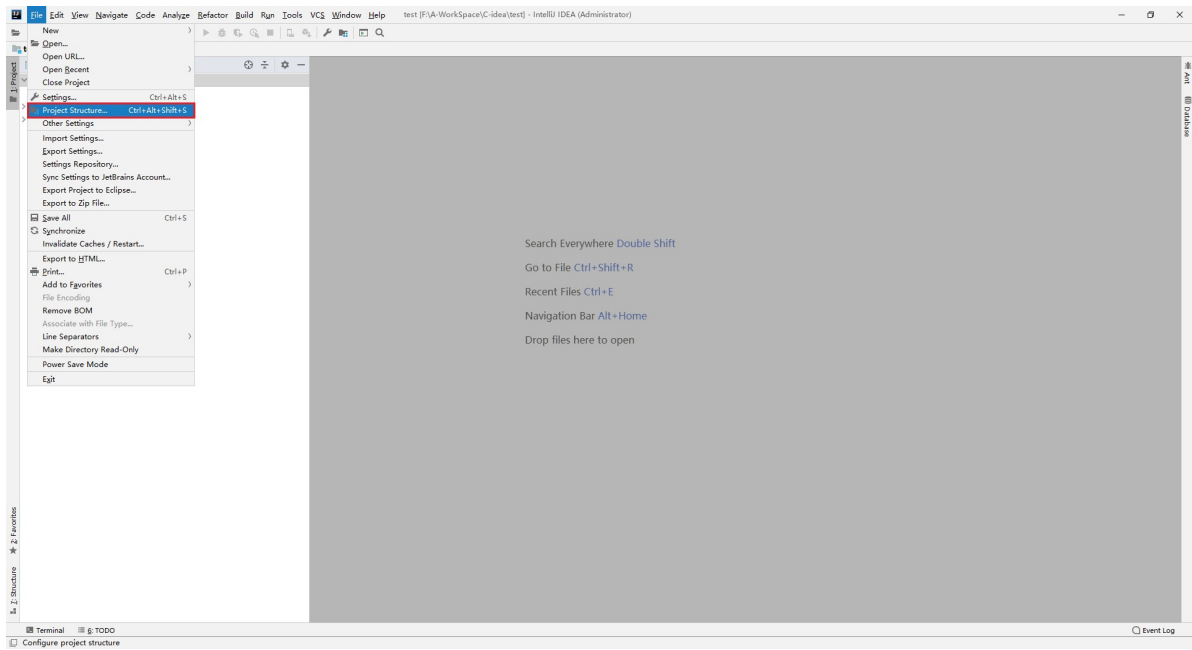 File Edit View Navigate Code Analyze Refactor Build Run Tools VCS Window Help test [F:\A-WorkSpace\C-idea\test] - IntelliJ IDEA (Administrator)
New
Open...
Open URL...
Open Recent
Close Project
Settings... Ctrl+Alt+S
Project Structure... Ctrl+Alt+Shift+S
Other Settings
Import Settings...
Export Settings...
Settings Repository...
Sync Settings to JetBrains Account...
Export Project to Eclipse...
Export to Zip File...
Save All Ctrl+S
Synchronize
Invalidate Caches / Restart...
Export to HTML...
Print... Ctrl+P
Add to Favorites
File Encoding
Remove BOM
Associate with File Type...
Line Separators
Make Directory Read-Only
Power Save Mode
Exit
1: Project
2: Favorites
7: Structure
Search Everywhere Double Shift
Go to File Ctrl+Shift+R
Recent Files Ctrl+E
Navigation Bar Alt+Home
Drop files here to open
Ant
Database
Terminal 6: TODO Event Log
Configure project structure